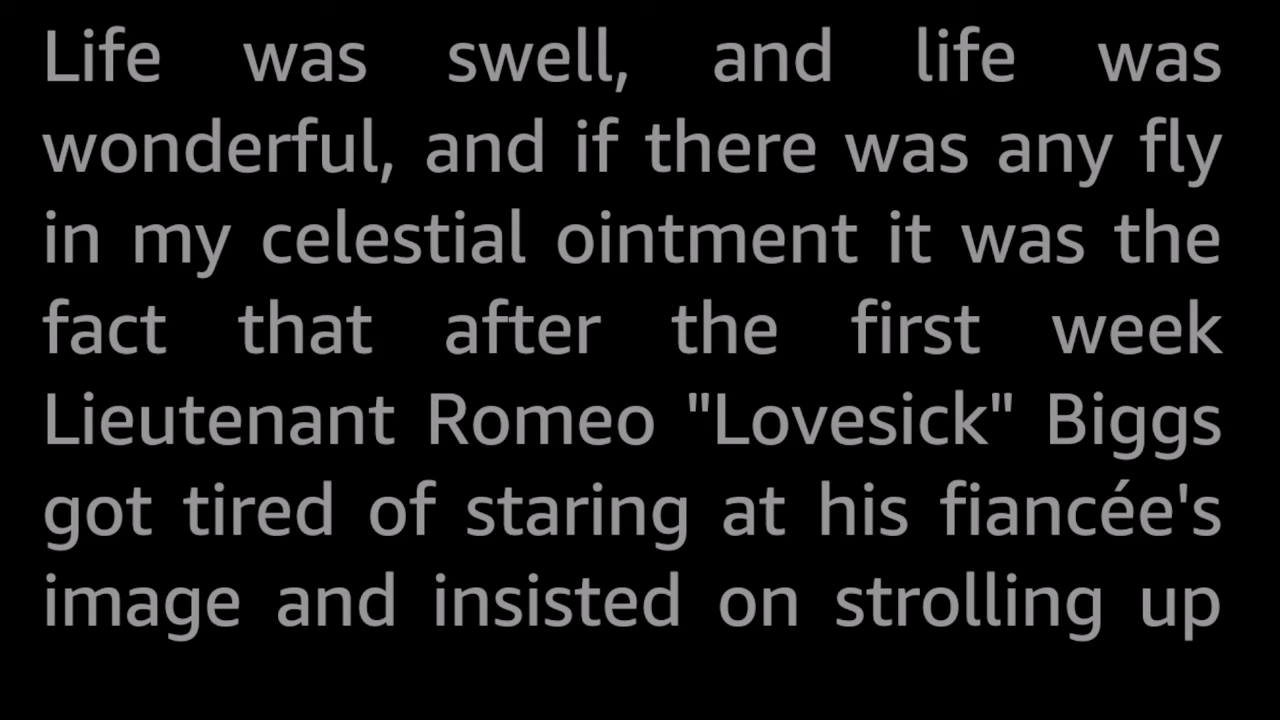 Life was swell, and life was
wonderful, and if there was any fly
in my celestial ointment it was the
fact that after the first week
Lieutenant Romeo "Lovesick" Biggs
got tired of staring at his fiancée's
image and insisted on strolling up